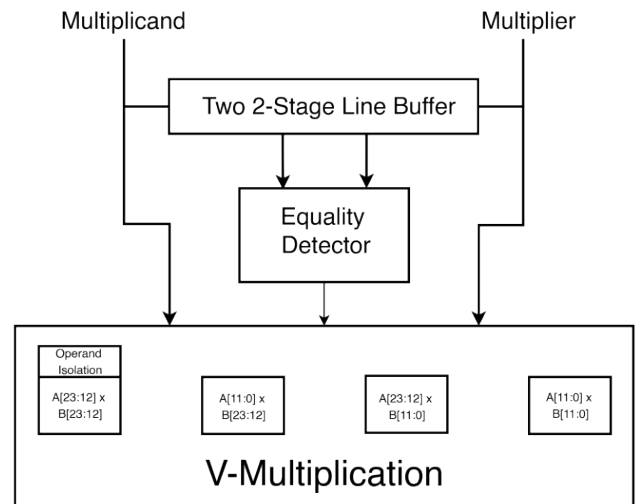 Multiplicand
Multiplier
Two 2-Stage Line Buffer
Equality
Detector
Operand
Isolation
A[23:12] x
B[23:12]
A[11:0] x
B[23:12]
A[23:12] x
B[11:0]
A[11:0] x
B[11:0]
V-Multiplication